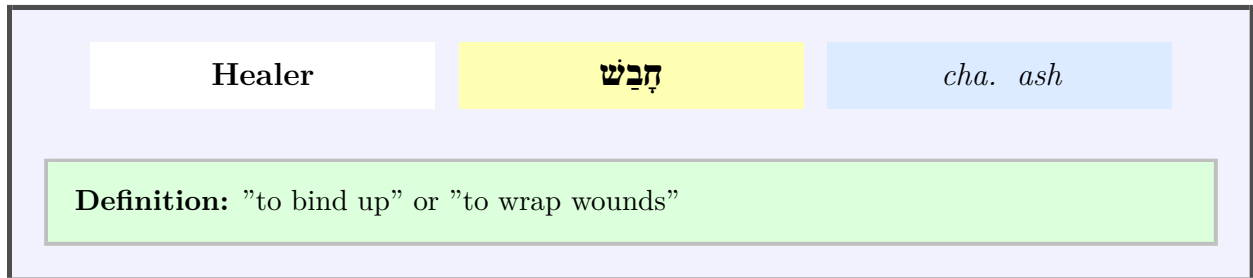 Healer חָבַשׁ cha. ash
Definition: ”to bind up” or ”to wrap wounds”